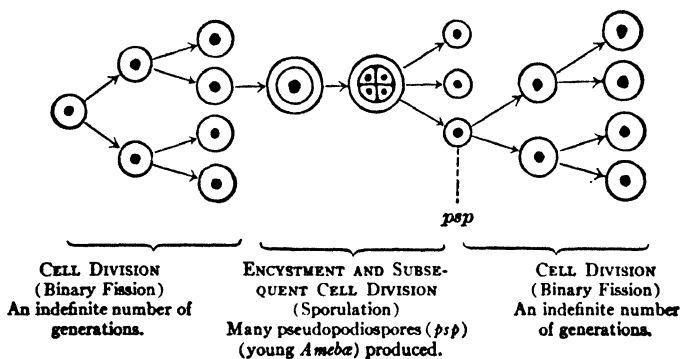 psp
CELL DIVISION
(Binary Fission)
An indefinite number of
generations.
ENCYSTMENT AND SUBSE-
QUENT CELL DIVISION
(Sporulation)
Many pseudopodiospores (psp)
(young Amebæ) produced.
CELL DIVISION
(Binary Fission)
An indefinite number
of generations.